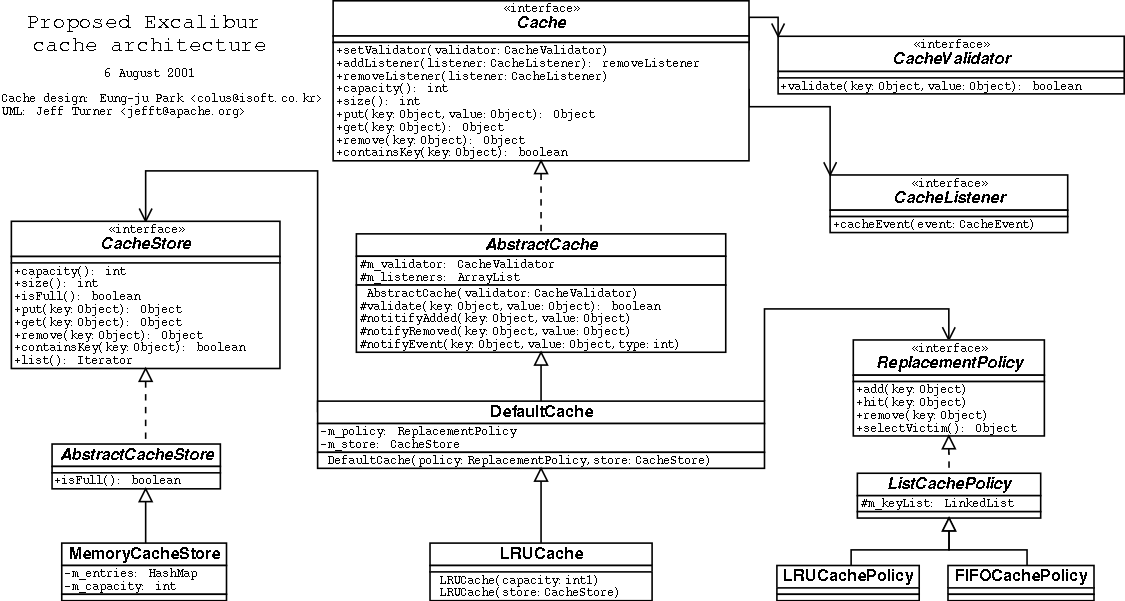 Proposed Excalibur
cache architecture
6 August 2001
Cache design: Eung-ju Park <colus@isoft.co.kr>
UML: Jeff Turner <jefft@apache.org>
«interface»
Cache
+setValidator(validator:CacheValidator)
+addListener(listener:CacheListener): removeListener
+removeListener(listener:CacheListener)
+capacity(): int
+size(): int
+put(key:Object,value:Object): Object
+get(key:Object): Object
+remove(key:Object): Object
+containsKey(key:Object): boolean
«interface»
CacheValidator
+validate(key:Object,value:Object): boolean
«interface»
CacheListener
+cacheEvent(event:CacheEvent)
«interface»
CacheStore
+capacity(): int
+size(): int
+isFull(): boolean
+put(key:Object): Object
+get(key:Object): Object
+remove(key:Object): Object
+containsKey(key:Object): boolean
+list(): Iterator
AbstractCache
#m_validator: CacheValidator
#m_listeners: ArrayList
AbstractCache(validator:CacheValidator)
#validate(key:Object,value:Object): boolean
#notitifyAdded(key:Object,value:Object)
#notifyRemoved(key:Object,value:Object)
#notifyEvent(key:Object,value:Object,type:int)
«interface»
ReplacementPolicy
+add(key:Object)
+hit(key:Object)
+remove(key:Object)
+selectVictim(): Object
DefaultCache
-m_policy: ReplacementPolicy
-m_store: CacheStore
DefaultCache(policy:ReplacementPolicy,store:CacheStore)
AbstractCacheStore
+isFull(): boolean
ListCachePolicy
#m_keyList: LinkedList
MemoryCacheStore
-m_entries: HashMap
-m_capacity: int
LRUCache
LRUCache(capacity:int1)
LRUCache(store:CacheStore)
LRUCachePolicy
FIFOCachePolicy